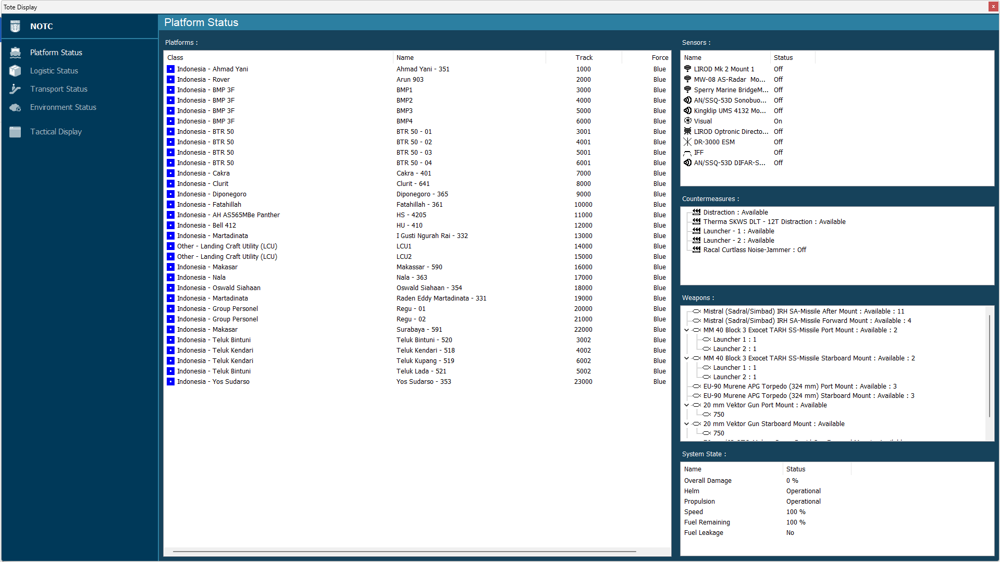 Tote Display
NOTC
Platform Status
Logistic Status
Transport Status
Environment Status
Tactical Display
Platform Status
Platforms :
Class Name Track Force
Indonesia - Ahmad Yani Ahmad Yani - 351 1000 Blue
Indonesia - Rover Arun 903 2000 Blue
Indonesia - BMP 3F BMP1 3000 Blue
Indonesia - BMP 3F BMP2 4000 Blue
Indonesia - BMP 3F BMP3 5000 Blue
Indonesia - BMP 3F BMP4 6000 Blue
Indonesia - BTR 50 BTR 50 - 01 3001 Blue
Indonesia - BTR 50 BTR 50 - 02 4001 Blue
Indonesia - BTR 50 BTR 50 - 03 5001 Blue
Indonesia - BTR 50 BTR 50 - 04 6001 Blue
Indonesia - Cakra Cakra - 401 7000 Blue
Indonesia - Clurit Clurit - 641 8000 Blue
Indonesia - Diponegoro Diponegoro - 365 9000 Blue
Indonesia - Fatahillah Fatahillah - 361 10000 Blue
Indonesia - AH AS565MBe Panther HS - 4205 11000 Blue
Indonesia - Bell 412 HU - 410 12000 Blue
Indonesia - Martadinata I Gusti Ngurah Rai - 332 13000 Blue
Other - Landing Craft Utility (LCU) LCU1 14000 Blue
Other - Landing Craft Utility (LCU) LCU2 15000 Blue
Indonesia - Makasar Makassar - 590 16000 Blue
Indonesia - Nala Nala - 363 17000 Blue
Indonesia - Oswald Siahaan Oswald Siahaan - 354 18000 Blue
Indonesia - Martadinata Raden Eddy Martadinata - 331 19000 Blue
Indonesia - Group Personel Regu - 01 20000 Blue
Indonesia - Group Personel Regu - 02 21000 Blue
Indonesia - Makasar Surabaya - 591 22000 Blue
Indonesia - Teluk Bintuni Teluk Bintuni - 520 3002 Blue
Indonesia - Teluk Kendari Teluk Kendari - 518 4002 Blue
Indonesia - Teluk Kendari Teluk Kupang - 519 6002 Blue
Indonesia - Teluk Bintuni Teluk Lada - 521 5002 Blue
Indonesia - Yos Sudarso Yos Sudarso - 353 23000 Blue
Sensors :
Name Status
LIROD Mk 2 Mount 1 Off
MW-08 AS-Radar Mo... Off
Sperry Marine BridgeM... Off
AN/SSQ-53D Sonobuo... Off
Kingklip UMS 4132 Mo... Off
Visual On
LIROD Optronic Directo... Off
DR-3000 ESM Off
IFF Off
AN/SSQ-53D DIFAR-S... Off
Countermeasures :
Distraction : Available
Therma SKWS DLT - 12T Distraction : Available
Launcher - 1 : Available
Launcher - 2 : Available
Racal Curtlass Noise-Jammer : Off
Weapons :
Mistral (Sadral/Simbad) IRH SA-Missile After Mount : Available : 11
Mistral (Sadral/Simbad) IRH SA-Missile Forward Mount : Available : 4
MM 40 Block 3 Exocet TARH SS-Missile Port Mount : Available : 2
Launcher 1 : 1
Launcher 2 : 1
MM 40 Block 3 Exocet TARH SS-Missile Starboard Mount : Available : 2
Launcher 1 : 1
Launcher 2 : 1
EU-90 Murene APG Torpedo (324 mm) Port Mount : Available : 3
EU-90 Murene APG Torpedo (324 mm) Starboard Mount : Available : 3
20 mm Vektor Gun Port Mount : Available
750
20 mm Vektor Gun Starboard Mount : Available
750
System State :
Name Status
Overall Damage 0 %
Helm Operational
Propulsion Operational
Speed 100 %
Fuel Remaining 100 %
Fuel Leakage No